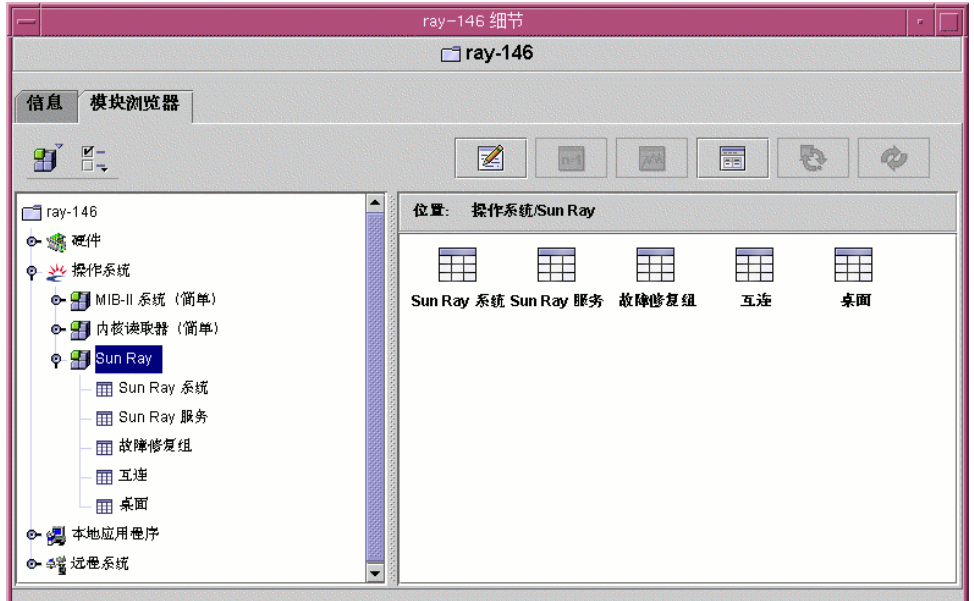 ray-146 细节
ray-146
信息 模块浏览器
ray-146
硬件
操作系统
MIB-II 系统（简单）
内核读取器（简单）
Sun Ray
Sun Ray 系统
Sun Ray 服务
故障修复组
互连
桌面
本地应用程序
远程系统
位置: 操作系统/Sun Ray
Sun Ray 系统 Sun Ray 服务 故障修复组 互连 桌面